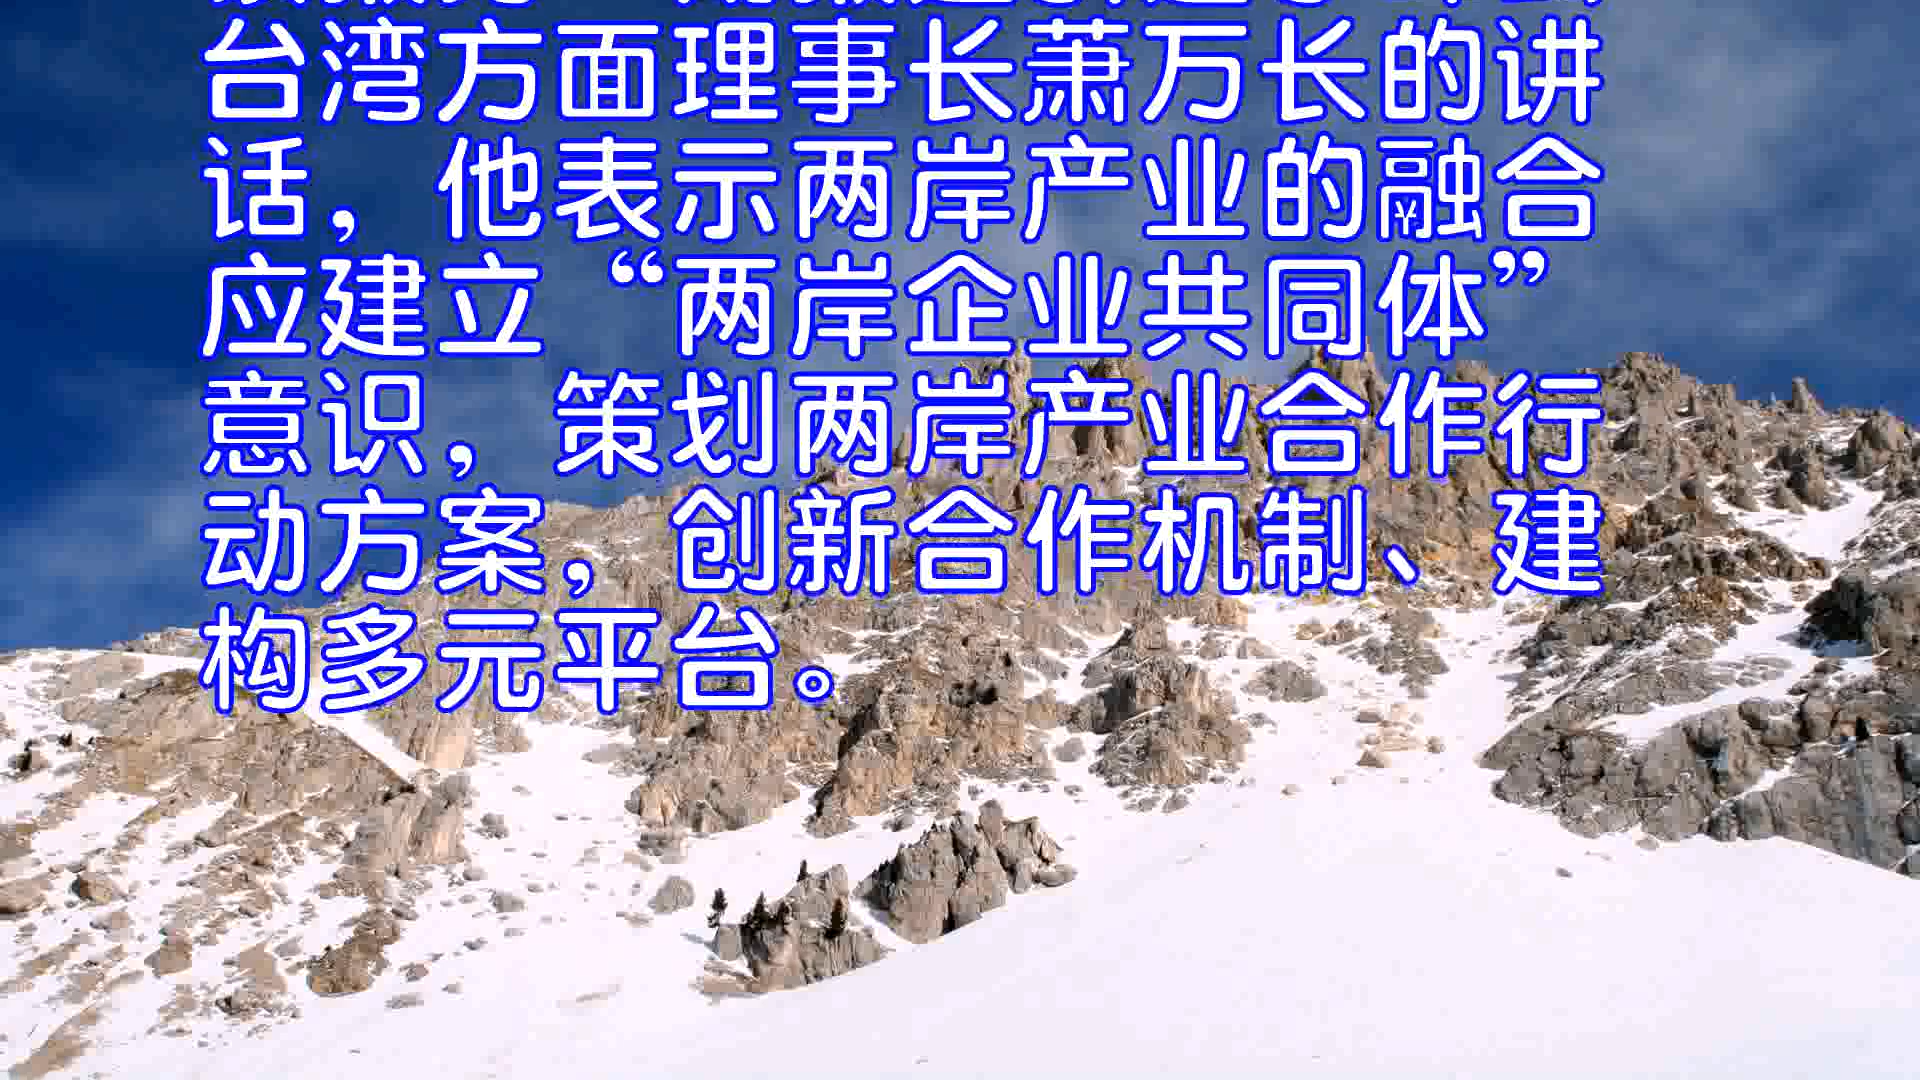 台湾方面理事长萧万长的讲
话，他表示两岸产业的融合
应建立“两岸企业共同体”
意识，策划两岸产业合作行
动方案，创新合作机制、建
构多元平台。